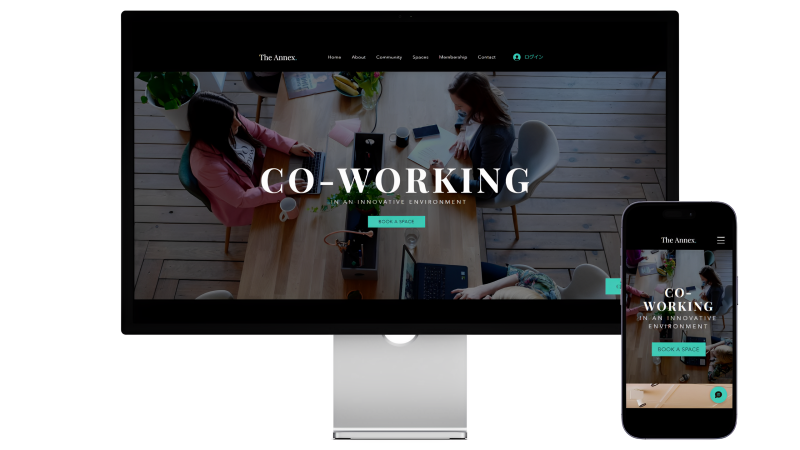 The Annex.
Home About Community Spaces Membership Contact ログイン
CO-WORKING
IN AN INNOVATIVE ENVIRONMENT
BOOK A SPACE
The Annex.
CO-
WORKING
IN AN INNOVATIVE
ENVIRONMENT
BOOK A SPACE